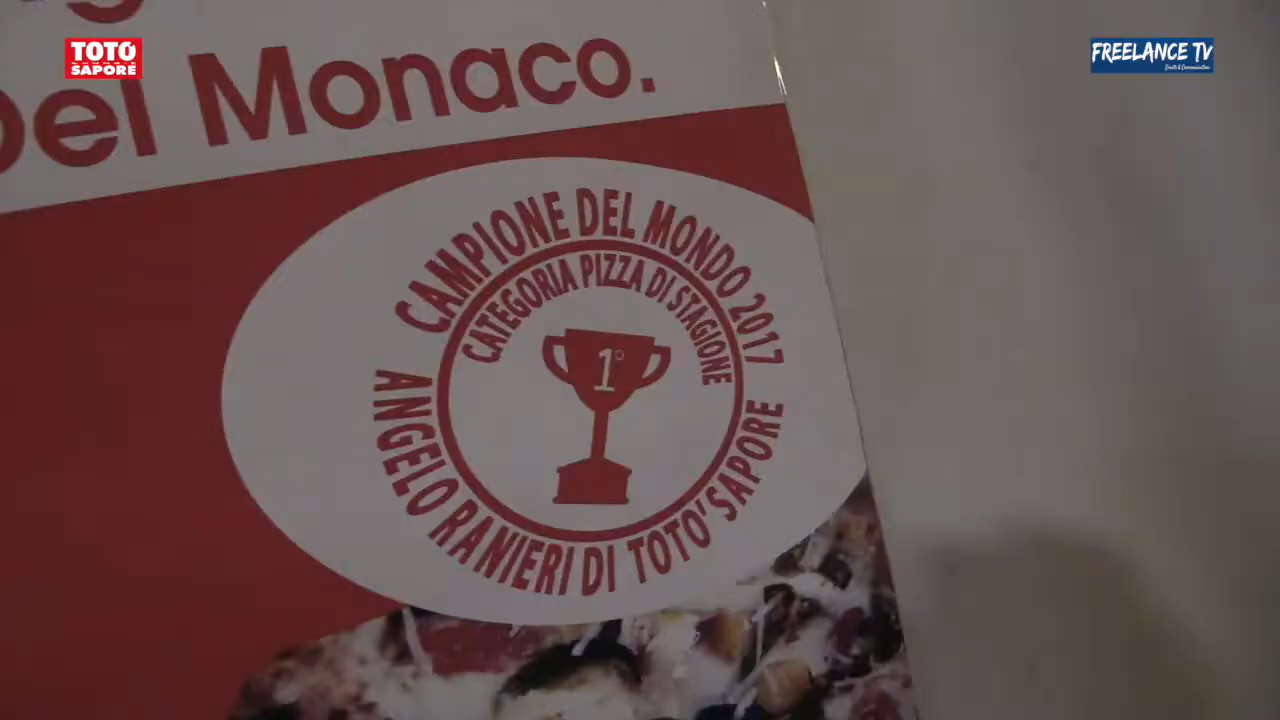 TOTO
SAPORE
FREELANCE TV
Del Monaco.
CAMPIONE DEL MONDO 2017
CATEGORIA PIZZA DI STAGIONE
1°
ANGELO RANIERI DI TOTO' SAPORE